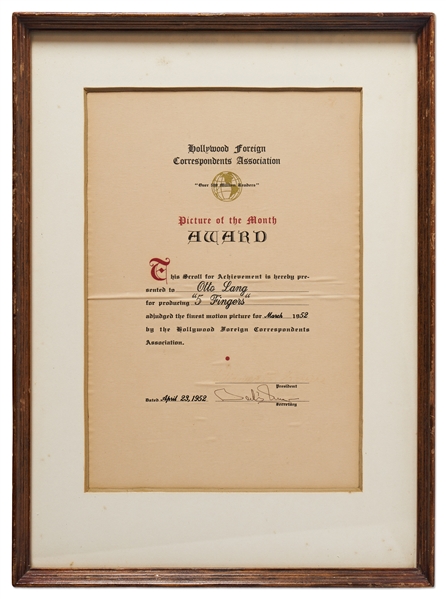 Hollywood Foreign
Correspondents Association
"Over 100 Million Readers"
Picture of the Month
AWARD
This Scroll for Achievement is hereby pre-
sented to Otto Lang
for producing "5 Fingers"
adjudged the finest motion picture for March 1952
by the Hollywood Foreign Correspondents
Association.
President
Dated April 23, 1952
Secretary